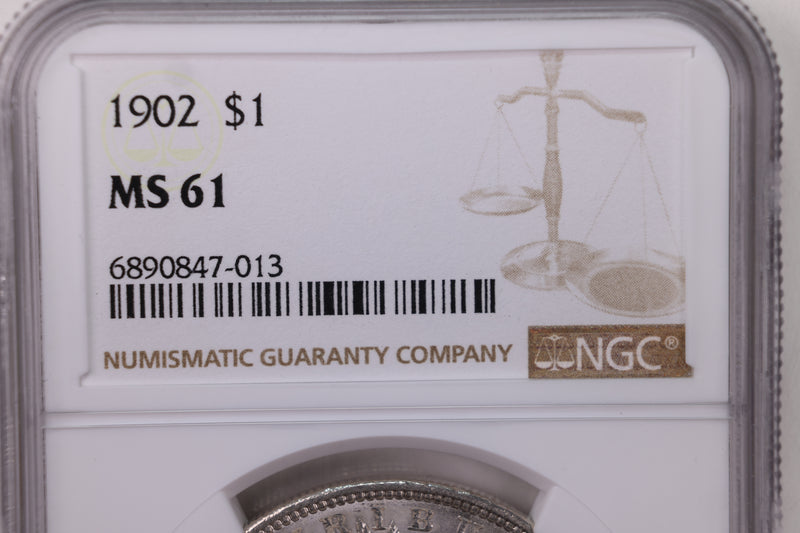 1902 $1
MS 61
6890847-013
NUMISMATIC GUARANTY COMPANY
NGC®